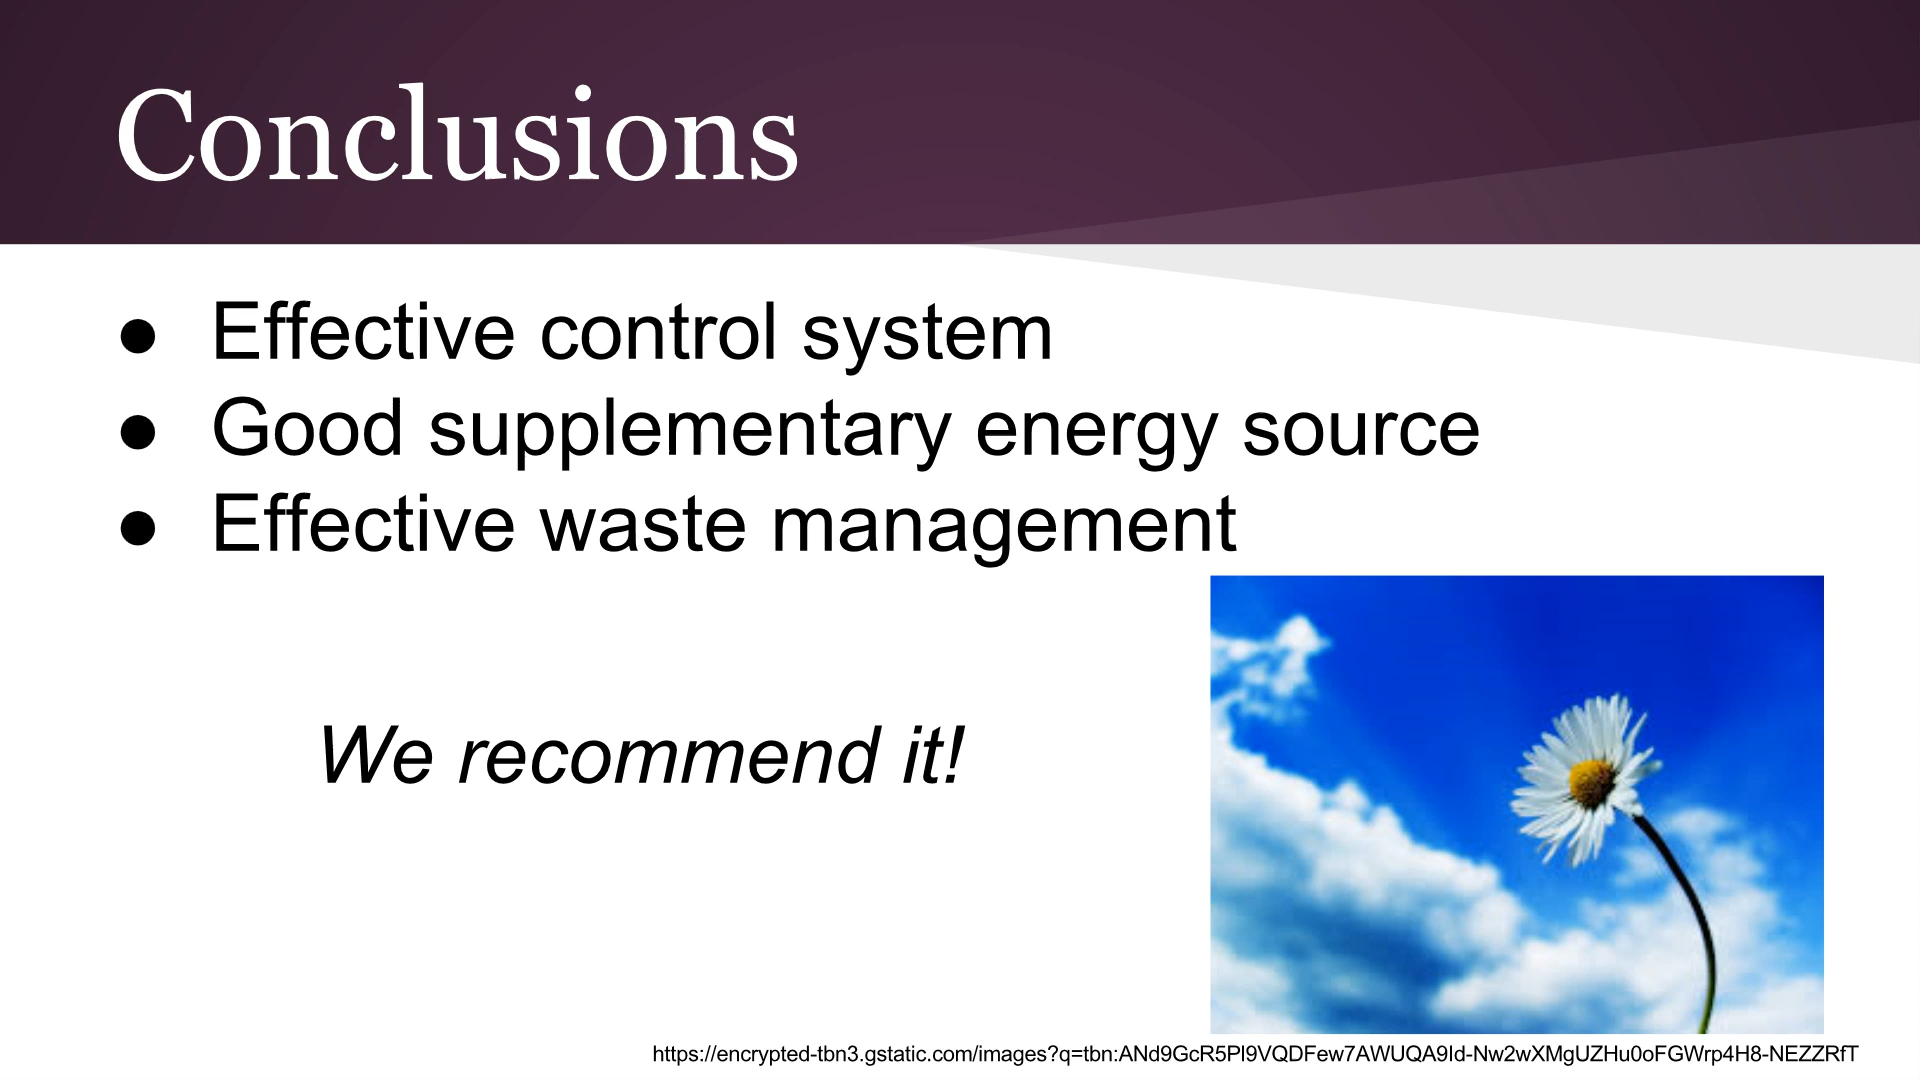 Conclusions
● Effective control system
● Good supplementary energy source
● Effective waste management
We recommend it!
https://encrypted-tbn3.gstatic.com/images?q=tbn:ANd9GcR5Pl9VQDFew7AWUQA9Id-Nw2wXMgUZHu0oFGWrp4H8-NEZZRfT